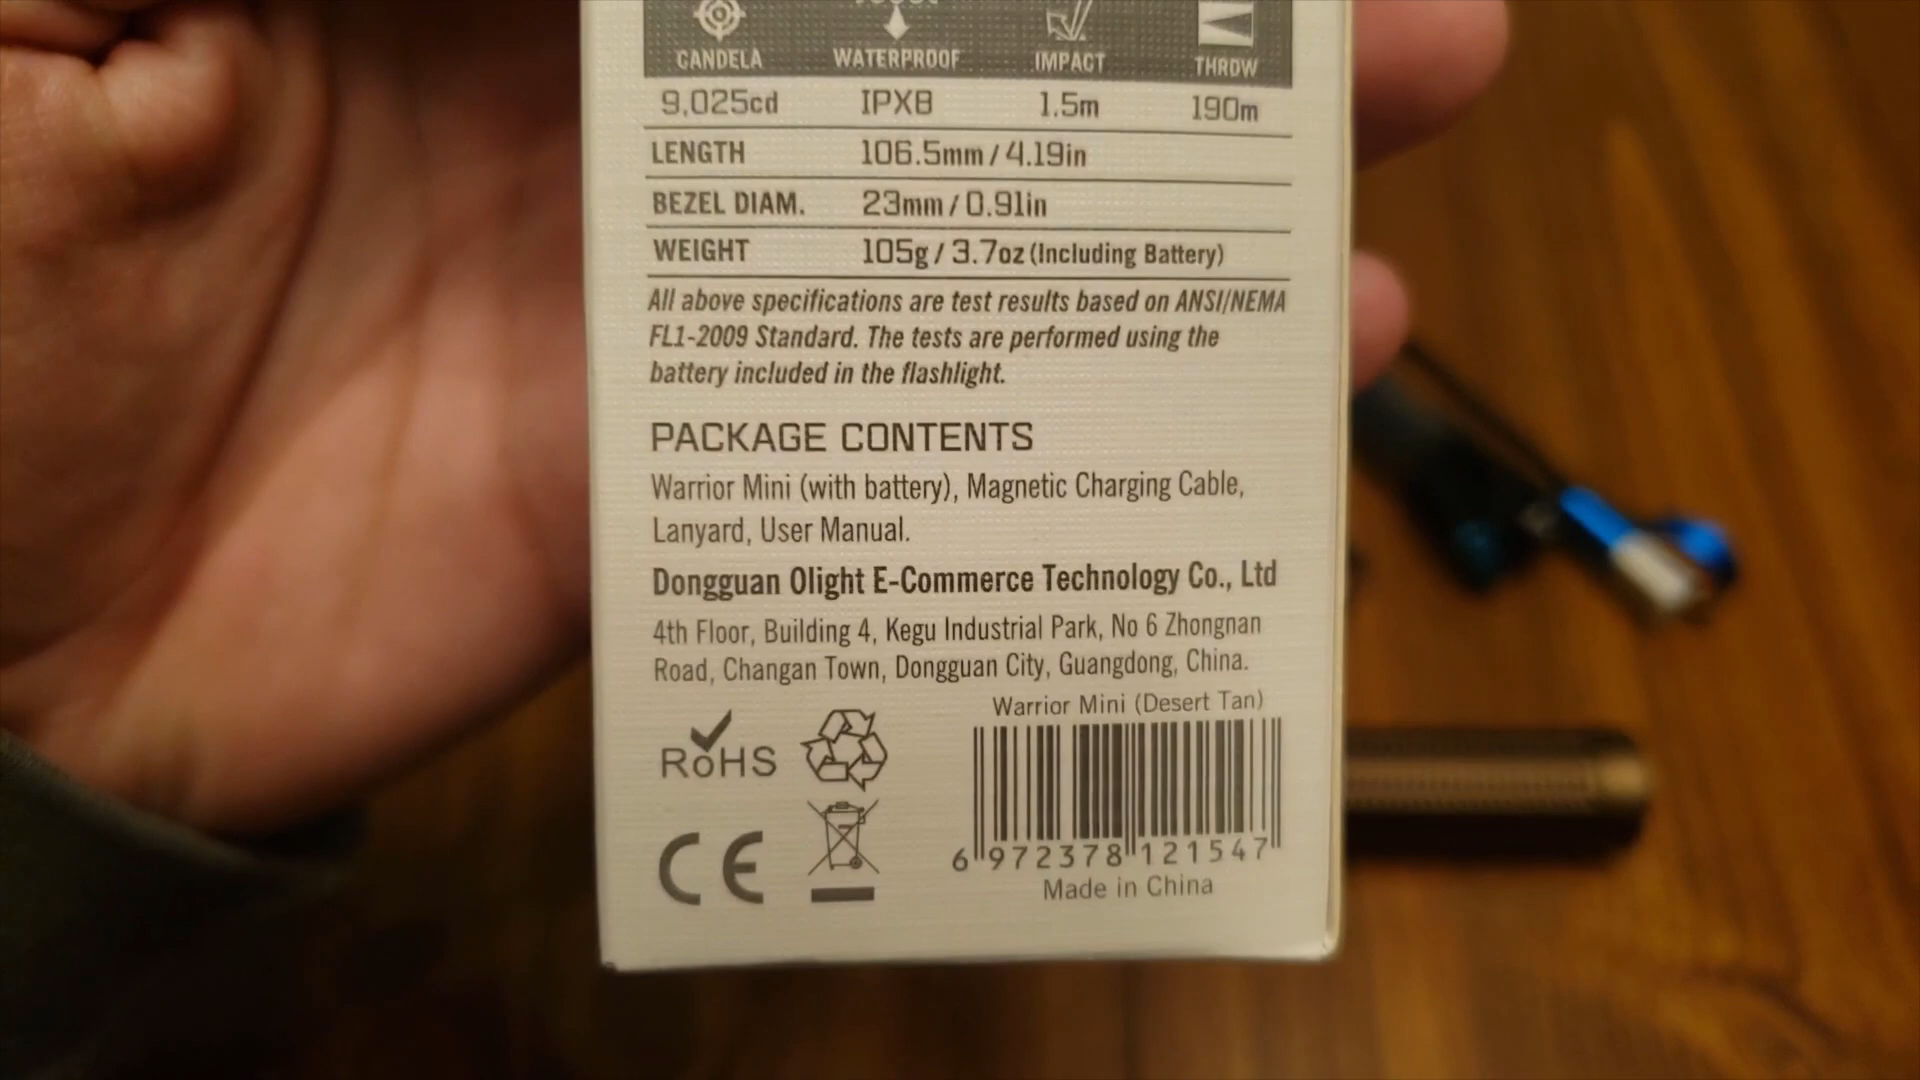 CANDELA WATERPROOF IMPACT THROW
9,025cd IPX8 1.5m 190m
LENGTH 106.5mm / 4.19in
BEZEL DIAM. 23mm / 0.91in
WEIGHT 105g / 3.7oz (Including Battery)
All above specifications are test results based on ANSI/NEMA
FL1-2009 Standard. The tests are performed using the
battery included in the flashlight.
PACKAGE CONTENTS
Warrior Mini (with battery), Magnetic Charging Cable,
Lanyard, User Manual.
Dongguan Olight E-Commerce Technology Co., Ltd
4th Floor, Building 4, Kegu Industrial Park, No 6 Zhongnan
Road, Changan Town, Dongguan City, Guangdong, China.
Warrior Mini (Desert Tan)
RoHS
CE
6 972378 121547
Made in China